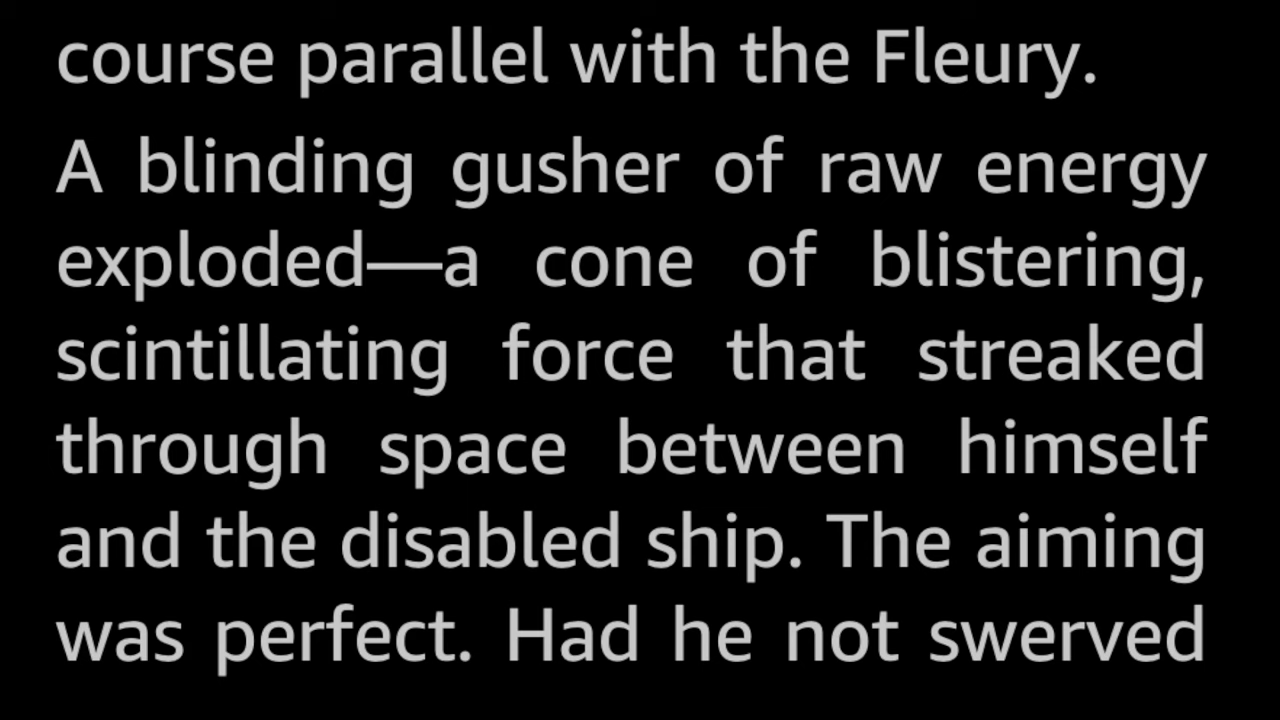 course parallel with the Fleury.
A blinding gusher of raw energy
exploded—a cone of blistering,
scintillating force that streaked
through space between himself
and the disabled ship. The aiming
was perfect. Had he not swerved